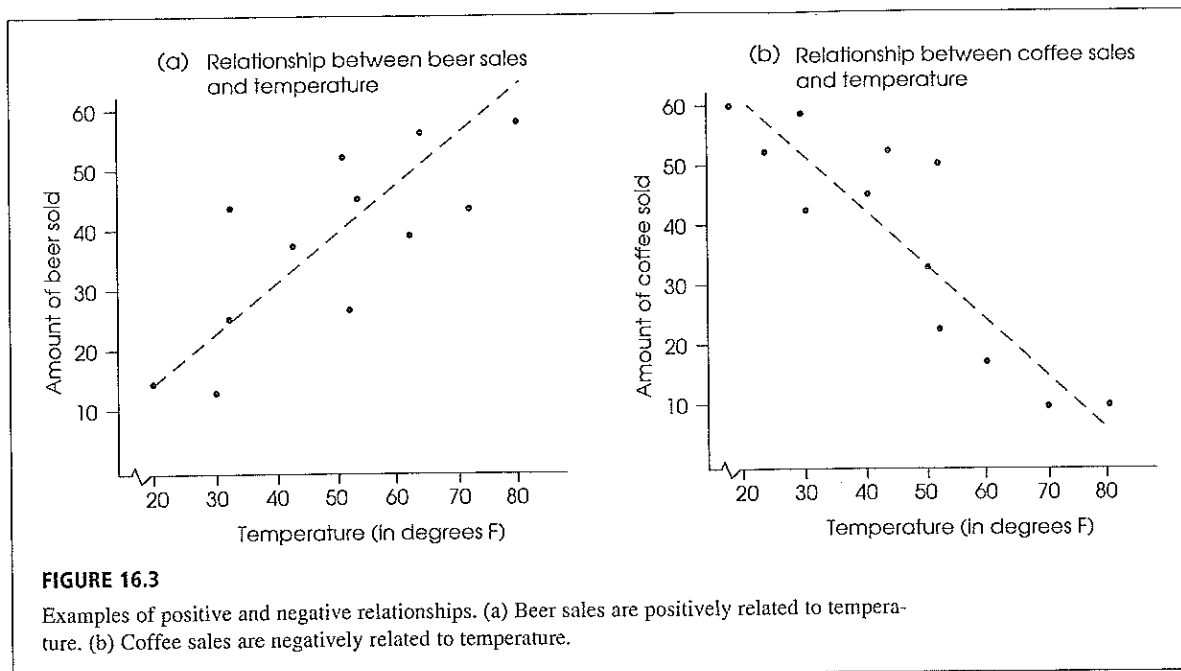 (a) Relationship between beer sales
and temperature
60
50
40
30
20
10
Amount of beer sold
20 30 40 50 60 70 80
Temperature (in degrees F)
(b) Relationship between coffee sales
and temperature
60
50
40
30
20
10
Amount of coffee sold
20 30 40 50 60 70 80
Temperature (in degrees F)
FIGURE 16.3
Examples of positive and negative relationships. (a) Beer sales are positively related to tempera-
ture. (b) Coffee sales are negatively related to temperature.